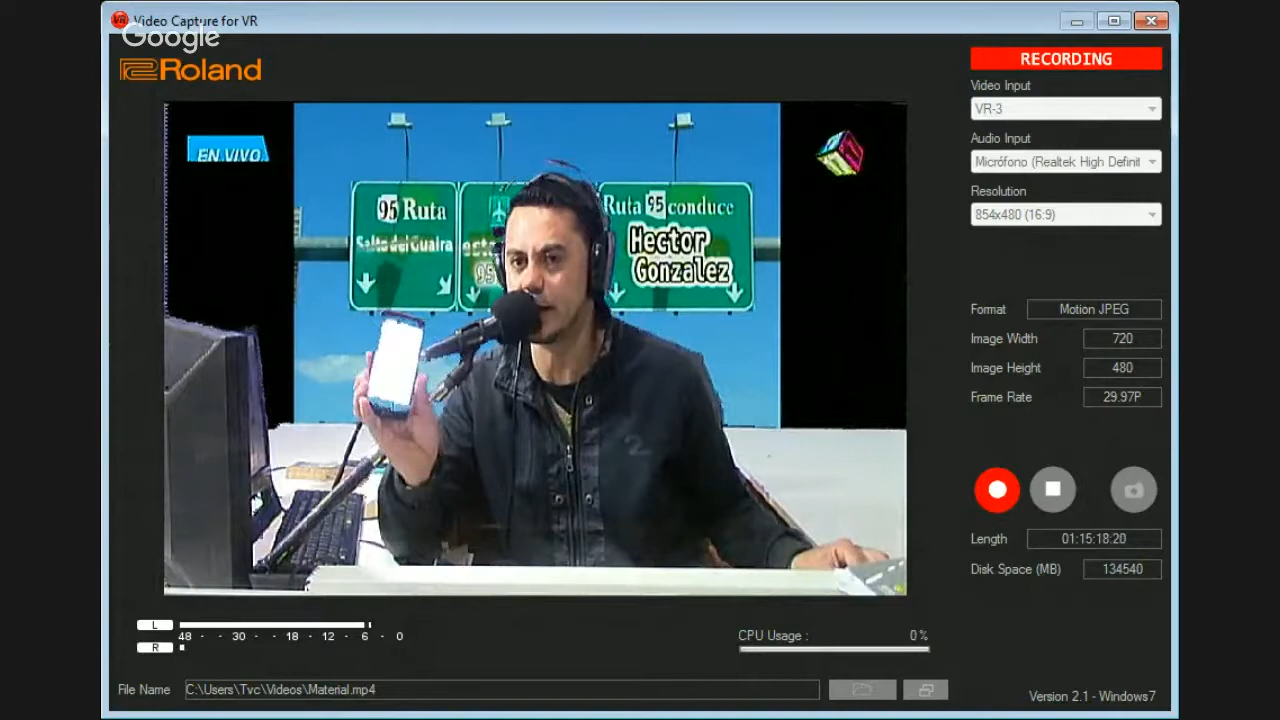 Video Capture for VR
Google
Roland
RECORDING
Video Input
VR-3
Audio Input
Micrófono (Realtek High Definit
Resolution
854x480 (16:9)
EN VIVO
95 Ruta
Salto del Guaira
95
Ruta 95 conduce
Hector
Gonzalez
Format
Motion JPEG
Image Width
720
Image Height
480
Frame Rate
29.97P
Length
01:15:18:20
Disk Space (MB)
134540
L
48 - - 30 - - 18 - 12 - 6 - 0
R
CPU Usage :
0 %
File Name
C:\Users\Tvc\Videos\Material.mp4
Version 2.1 - Windows7